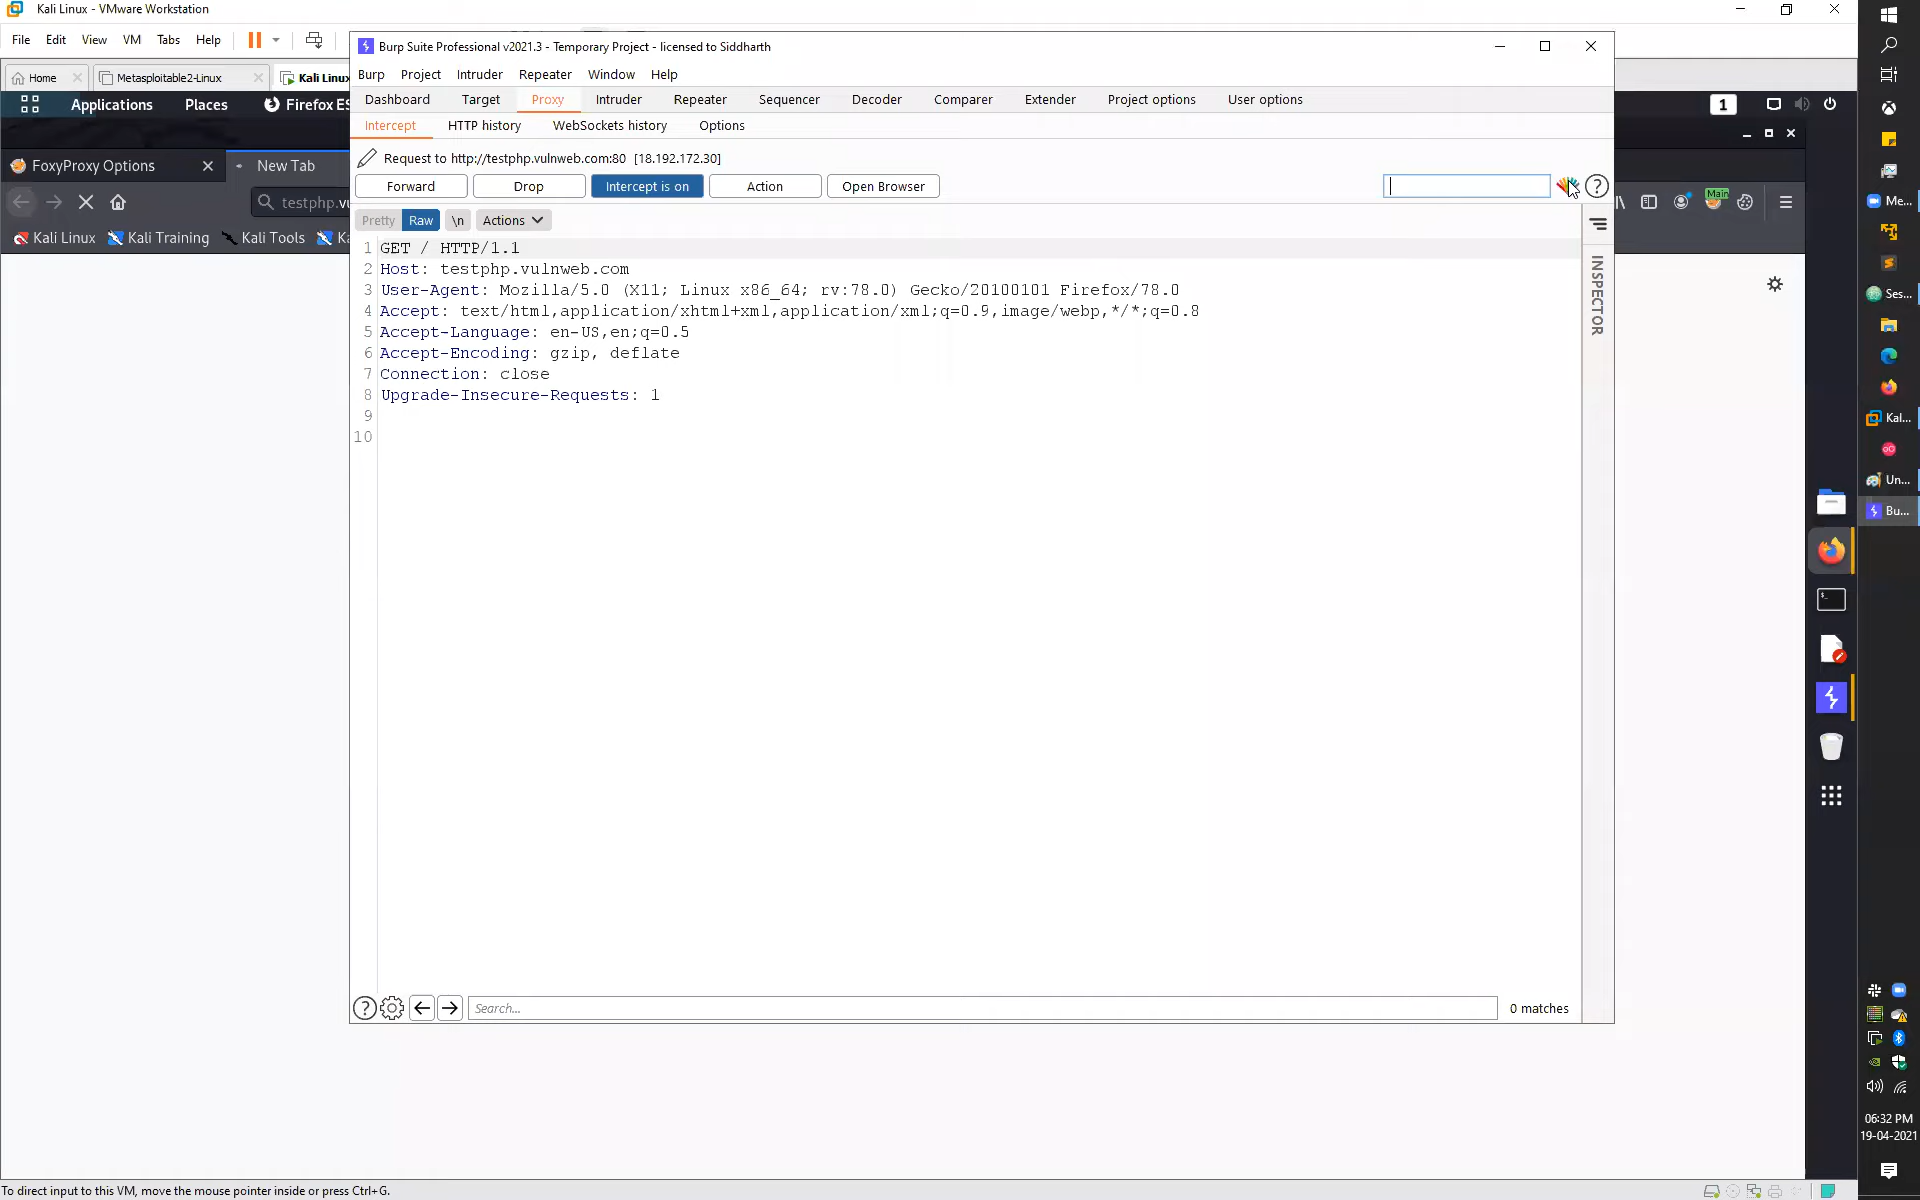 Kali Linux - VMware Workstation
File Edit View VM Tabs Help
Home Metasploitable2-Linux Kali Linux
Applications Places Firefox ES
1
FoxyProxy Options New Tab
testphp.vu
Main
Kali Linux Kali Training Kali Tools Ka
Burp Suite Professional v2021.3 - Temporary Project - licensed to Siddharth
Burp Project Intruder Repeater Window Help
Dashboard Target Proxy Intruder Repeater Sequencer Decoder Comparer Extender Project options User options
Intercept HTTP history WebSockets history Options
Request to http://testphp.vulnweb.com:80 [18.192.172.30]
Forward Drop Intercept is on Action Open Browser
Pretty Raw \n Actions
1 GET / HTTP/1.1
2 Host: testphp.vulnweb.com
3 User-Agent: Mozilla/5.0 (X11; Linux x86_64; rv:78.0) Gecko/20100101 Firefox/78.0
4 Accept: text/html,application/xhtml+xml,application/xml;q=0.9,image/webp,*/*;q=0.8
5 Accept-Language: en-US,en;q=0.5
6 Accept-Encoding: gzip, deflate
7 Connection: close
8 Upgrade-Insecure-Requests: 1
9
10
INSPECTOR
Search...
0 matches
Me...
Ses...
Kal...
Un...
Bu...
06:32 PM
19-04-2021
To direct input to this VM, move the mouse pointer inside or press Ctrl+G.